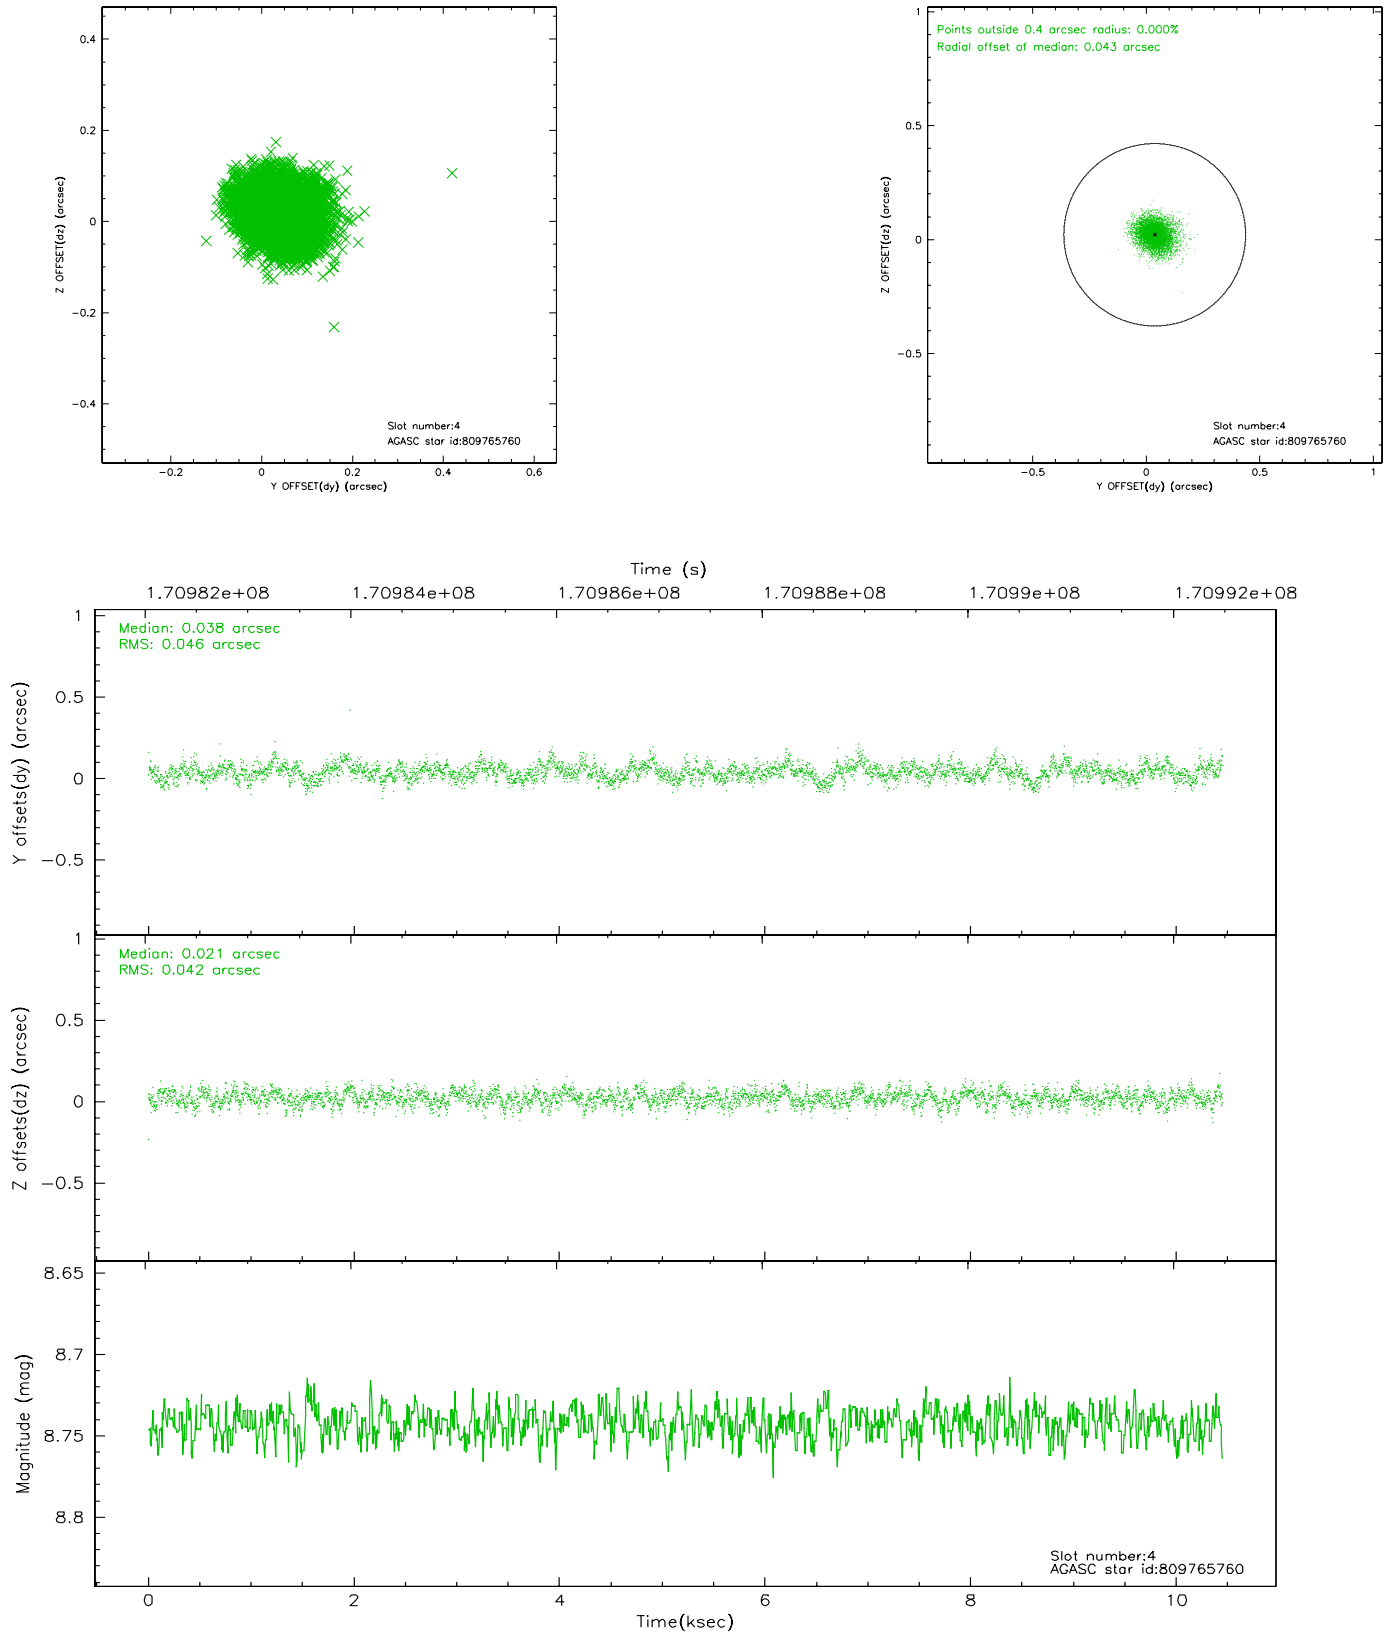 0.4
0.2
0
−0.2
−0.4
Z OFFSET(dz) (arcsec)
Slot number:4
AGASC star id:809765760
−0.2 0 0.2 0.4 0.6
Y OFFSET(dy) (arcsec)
Points outside 0.4 arcsec radius: 0.000%
Radial offset of median: 0.043 arcsec
1
0.5
0
−0.5
Z OFFSET(dz) (arcsec)
Slot number:4
AGASC star id:809765760
−0.5 0 0.5 1
Y OFFSET(dy) (arcsec)
Time (s)
1.70982e+08 1.70984e+08 1.70986e+08 1.70988e+08 1.7099e+08 1.70992e+08
Median: 0.038 arcsec
RMS: 0.046 arcsec
1
0.5
0
−0.5
Y offsets(dy) (arcsec)
Median: 0.021 arcsec
RMS: 0.042 arcsec
1
0.5
0
−0.5
Z offsets(dz) (arcsec)
8.65
8.7
8.75
8.8
Magnitude (mag)
Slot number:4
AGASC star id:809765760
0 2 4 6 8 10
Time(ksec)